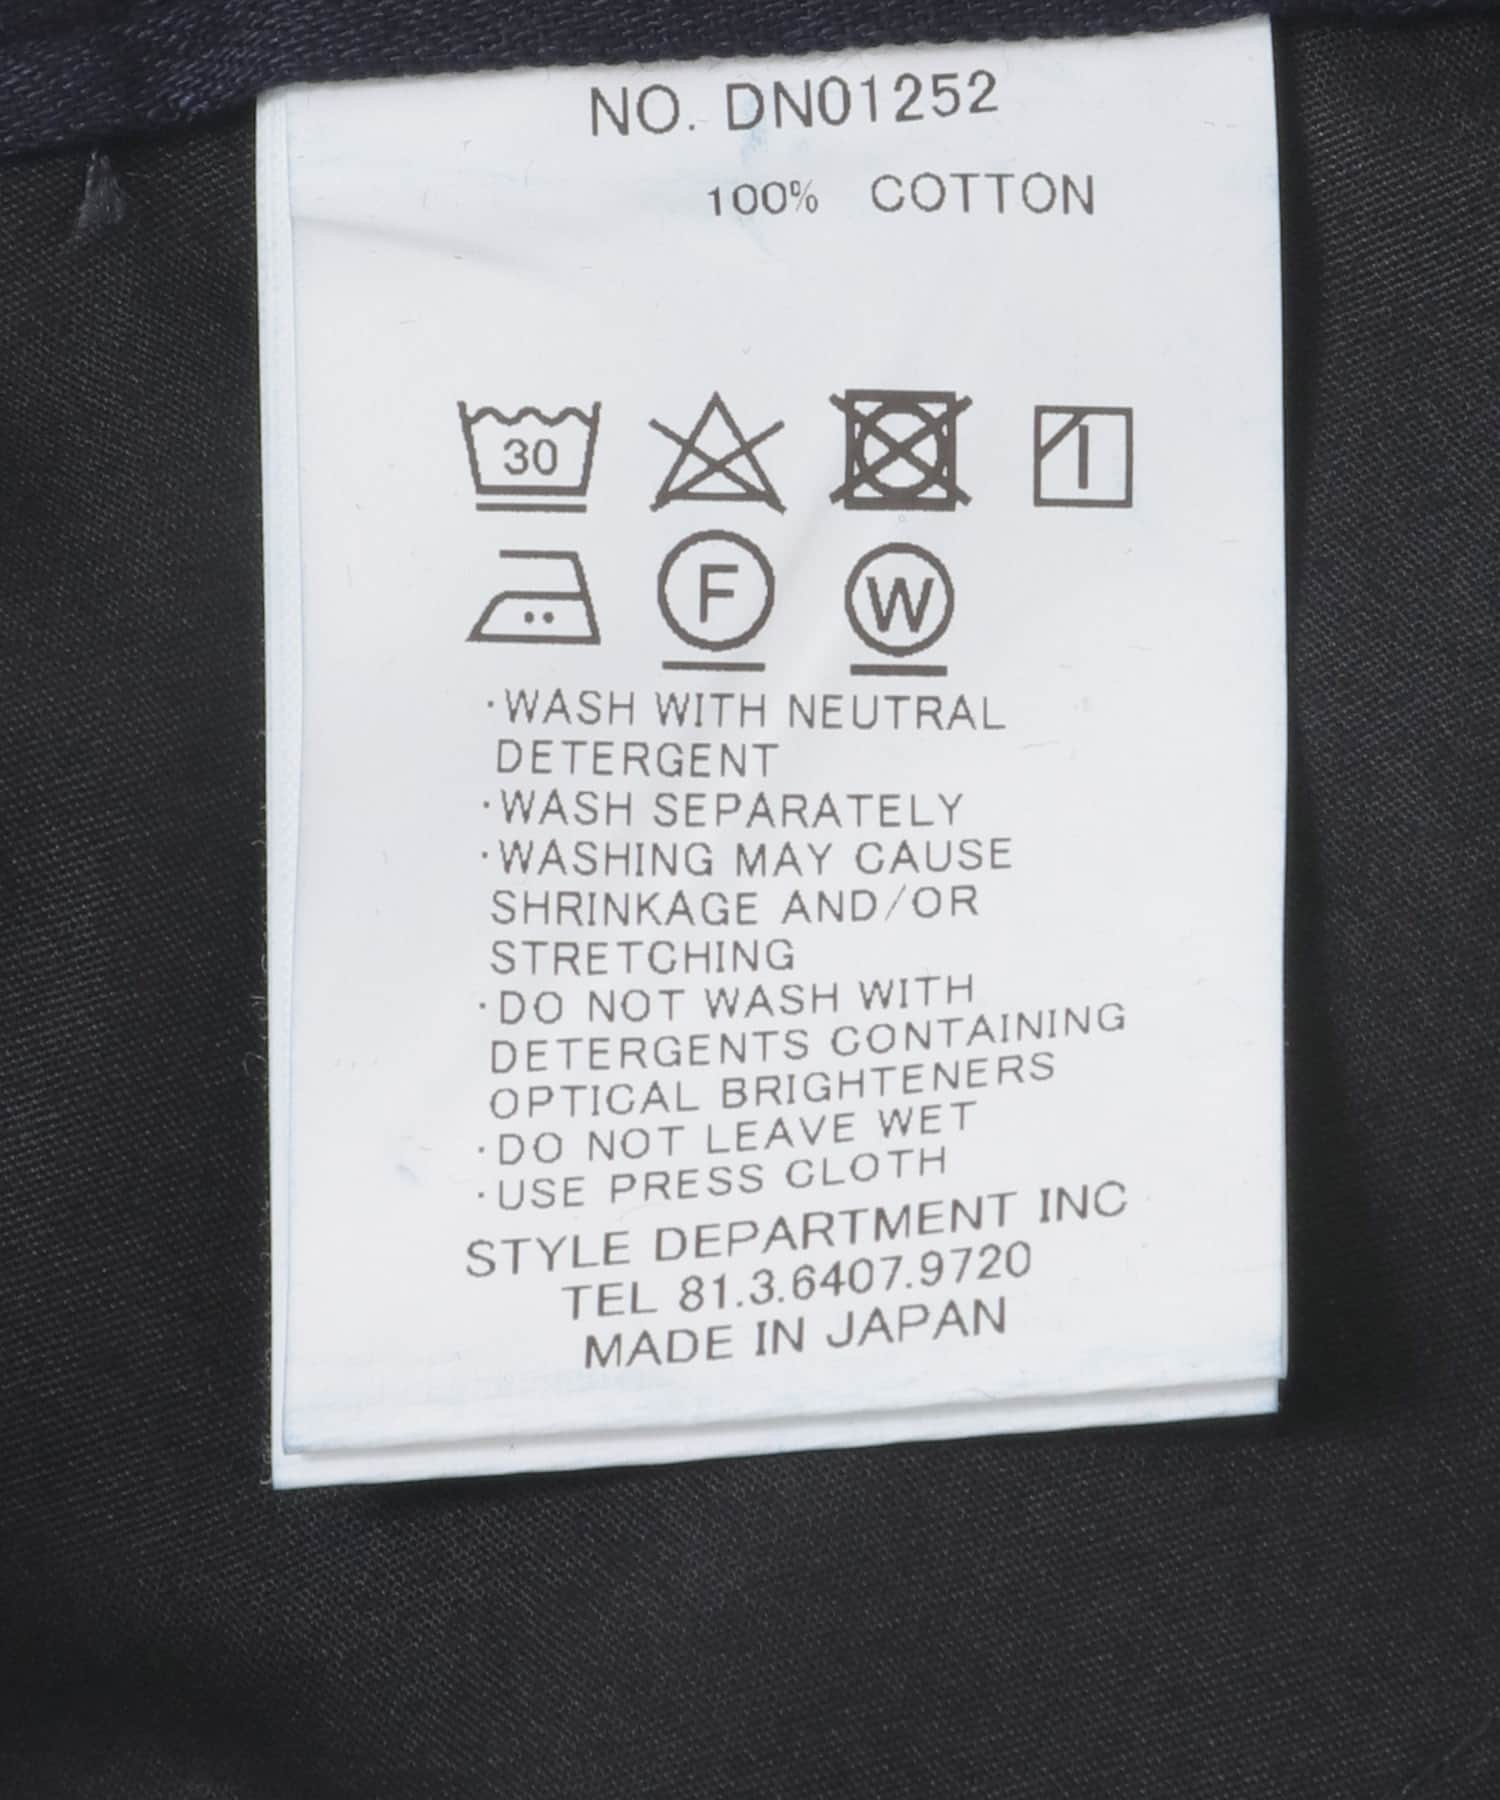 NO. DN01252
100% COTTON
30
F
W
·WASH WITH NEUTRAL
DETERGENT
·WASH SEPARATELY
·WASHING MAY CAUSE
SHRINKAGE AND/OR
STRETCHING
·DO NOT WASH WITH
DETERGENTS CONTAINING
OPTICAL BRIGHTENERS
·DO NOT LEAVE WET
·USE PRESS CLOTH
STYLE DEPARTMENT INC
TEL 81.3.6407.9720
MADE IN JAPAN